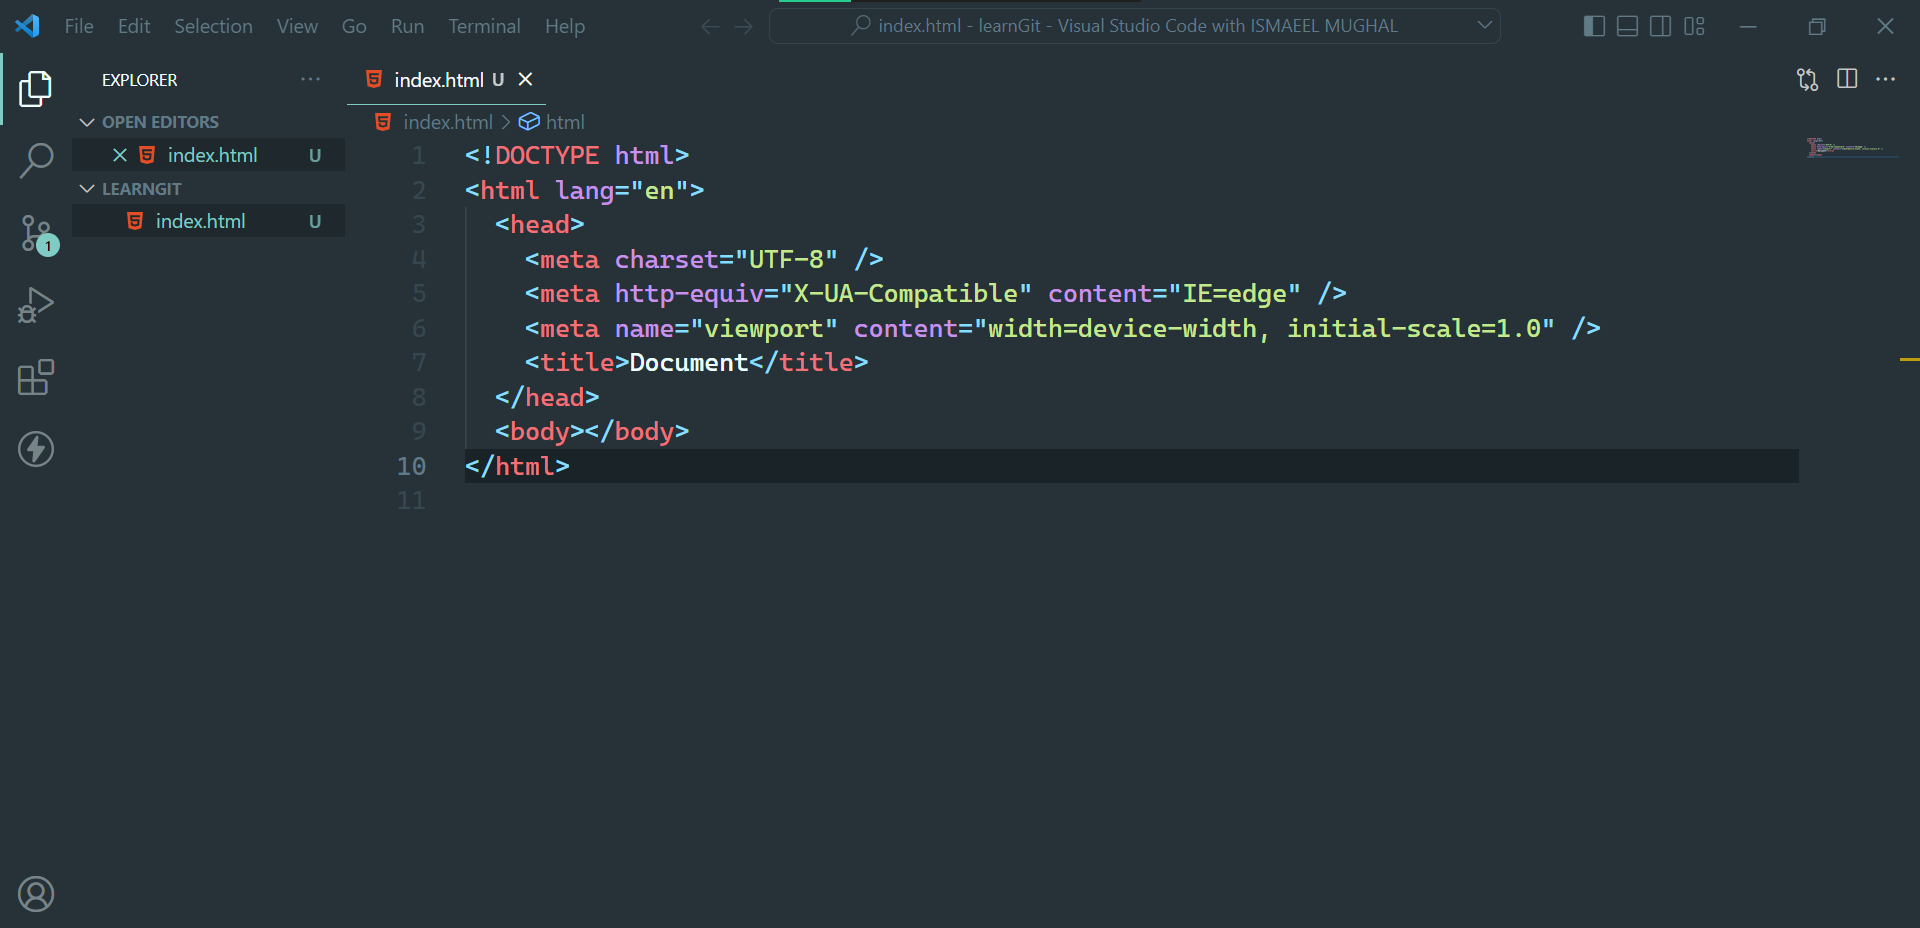 File Edit Selection View Go Run Terminal Help
index.html - learnGit - Visual Studio Code with ISMAEEL MUGHAL
EXPLORER
OPEN EDITORS
index.html U
LEARNGIT
index.html U
1
index.html U
index.html > html
1 <!DOCTYPE html>
2 <html lang="en">
3 <head>
4 <meta charset="UTF-8" />
5 <meta http-equiv="X-UA-Compatible" content="IE=edge" />
6 <meta name="viewport" content="width=device-width, initial-scale=1.0" />
7 <title>Document</title>
8 </head>
9 <body></body>
10 </html>
11